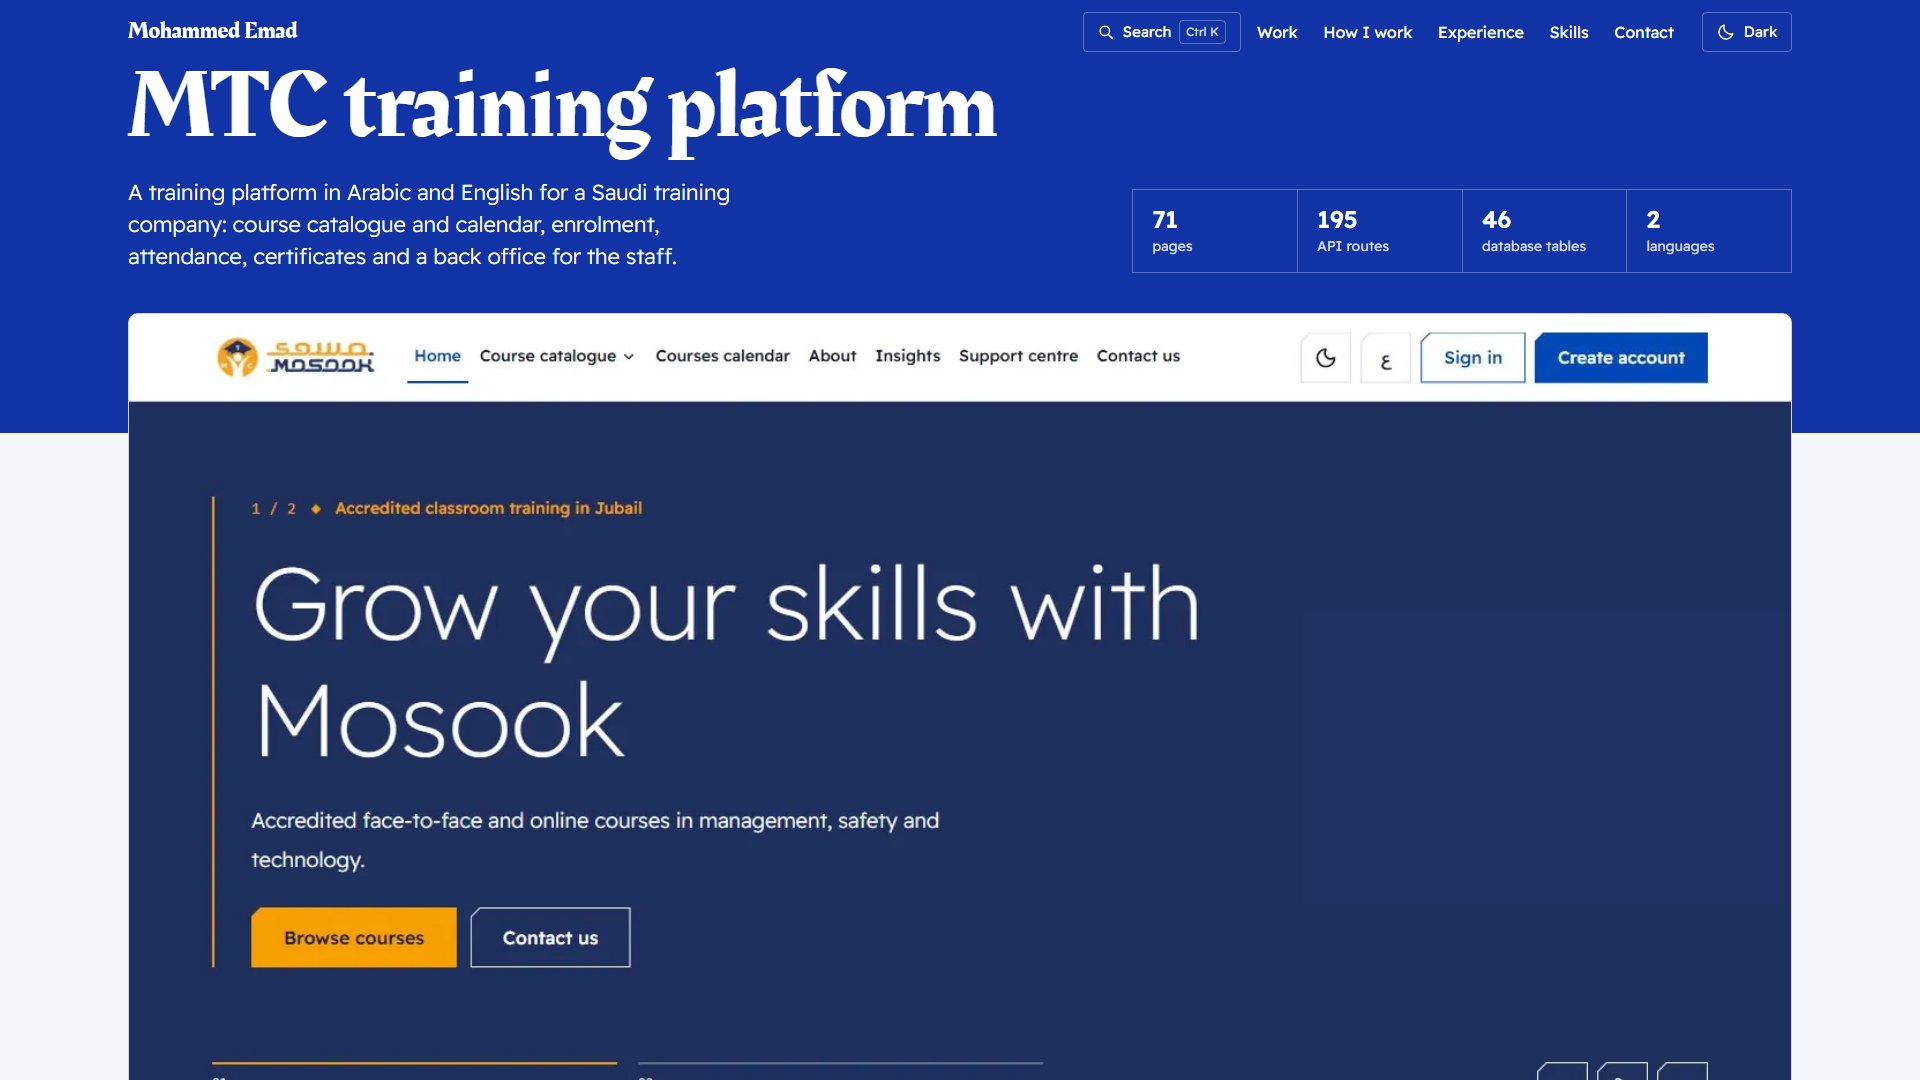 Mohammed Emad
Search Ctrl K Work How I work Experience Skills Contact Dark
MTC training platform
A training platform in Arabic and English for a Saudi training
company: course catalogue and calendar, enrolment,
attendance, certificates and a back office for the staff.
71
pages
195
API routes
46
database tables
2
languages
MOSOOK
Home Course catalogue Courses calendar About Insights Support centre Contact us ع Sign in Create account
1 / 2 ◆ Accredited classroom training in Jubail
Grow your skills with
Mosook
Accredited face-to-face and online courses in management, safety and
technology.
Browse courses Contact us